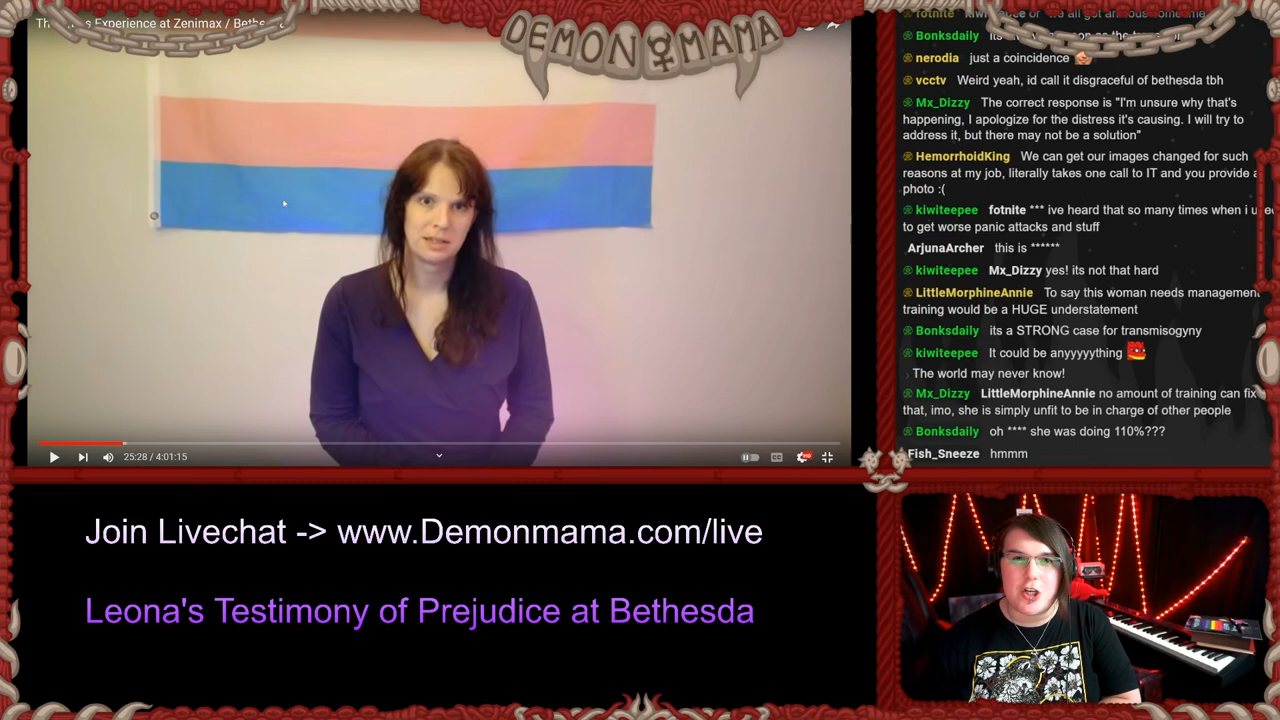 Experience at Zenimax /
DEMON MAMA
fotnite
Bonksdaily
nerodia just a coincidence
vcctv Weird yeah, id call it disgraceful of bethesda tbh
Mx_Dizzy The correct response is "I'm unsure why that's
happening, I apologize for the distress it's causing. I will try to
address it, but there may not be a solution"
HemorrhoidKing We can get our images changed for such
reasons at my job, literally takes one call to IT and you provide a
photo :(
kiwiteepee fotnite *** ive heard that so many times when i
to get worse panic attacks and stuff
ArjunaArcher this is ******
kiwiteepee Mx_Dizzy yes! its not that hard
LittleMorphineAnnie To say this woman needs management
training would be a HUGE understatement
Bonksdaily its a STRONG case for transmisogyny
kiwiteepee It could be anyyyyything
The world may never know!
Mx_Dizzy LittleMorphineAnnie no amount of training can fix
that, imo, she is simply unfit to be in charge of other people
Bonksdaily oh **** she was doing 110%???
Fish_Sneeze hmmm
25:28 / 4:01:15
Join Livechat -> www.Demonmama.com/live
Leona's Testimony of Prejudice at Bethesda